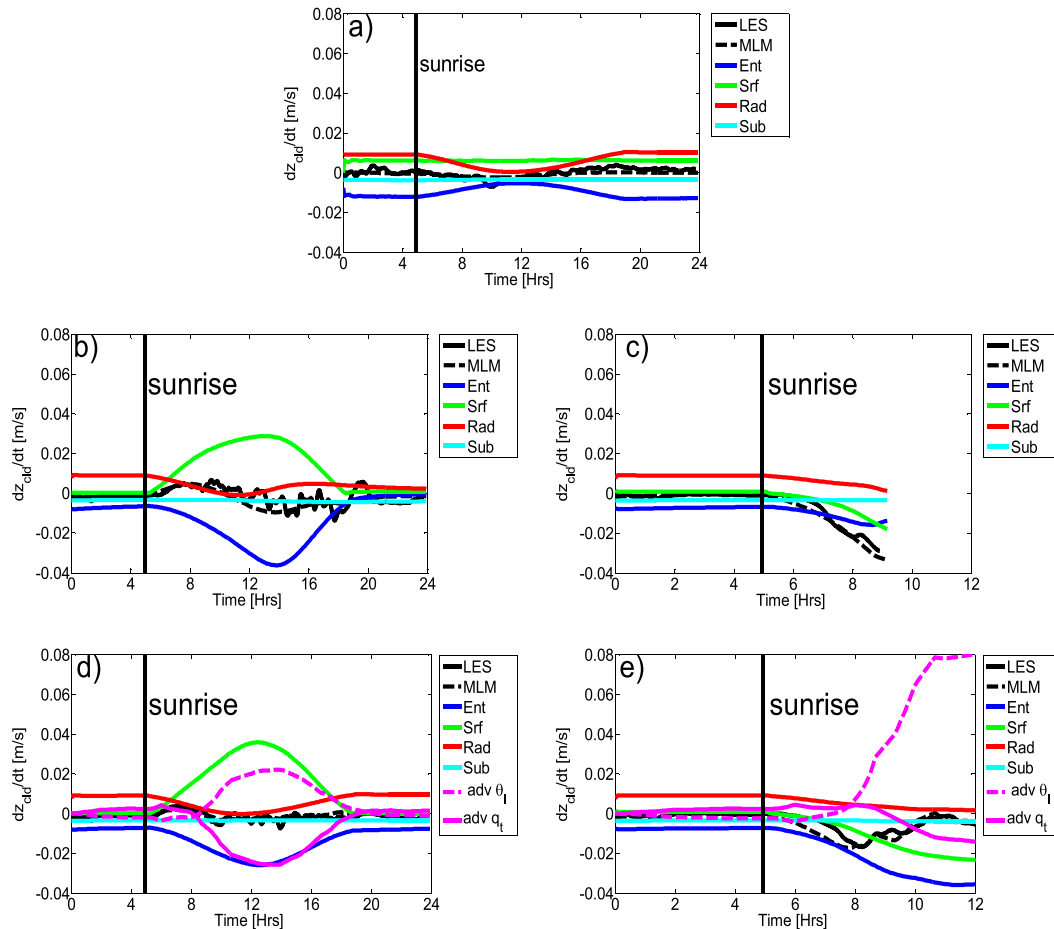 a)
sunrise
dz_cld/dt [m/s]
0.08
0.06
0.04
0.02
0
-0.02
-0.04
0 4 8 12 16 20 24
Time [Hrs]
LES
MLM
Ent
Srf
Rad
Sub
b)
sunrise
dz_cld/dt [m/s]
0.08
0.06
0.04
0.02
0
-0.02
-0.04
0 4 8 12 16 20 24
Time [Hrs]
LES
MLM
Ent
Srf
Rad
Sub
c)
sunrise
dz_cld/dt [m/s]
0.08
0.06
0.04
0.02
0
-0.02
-0.04
0 2 4 6 8 10 12
Time [Hrs]
LES
MLM
Ent
Srf
Rad
Sub
d)
sunrise
dz_cld/dt [m/s]
0.08
0.06
0.04
0.02
0
-0.02
-0.04
0 4 8 12 16 20 24
Time [Hrs]
LES
MLM
Ent
Srf
Rad
Sub
adv θ_l
adv q_t
e)
sunrise
dz_cld/dt [m/s]
0.08
0.06
0.04
0.02
0
-0.02
-0.04
0 2 4 6 8 10 12
Time [Hrs]
LES
MLM
Ent
Srf
Rad
Sub
adv θ_l
adv q_t